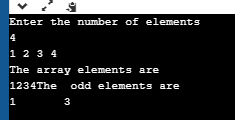 Enter the number of elements
4
1 2 3 4
The array elements are
1234The  odd elements are
1       3